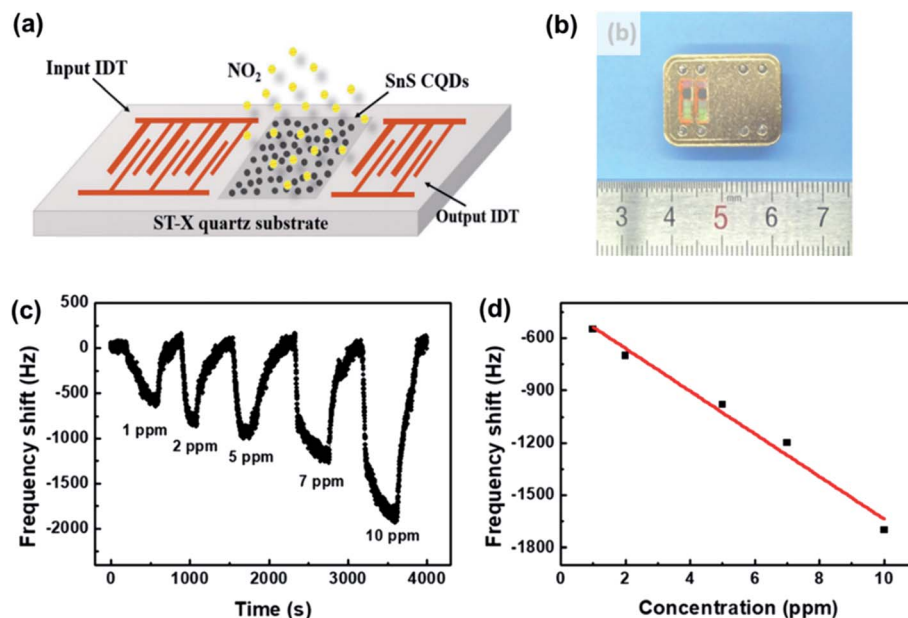 (a)
Input IDT
NO2
SnS CQDs
Output IDT
ST-X quartz substrate
(b)
(b)
mm
3 4 5 6 7
(c)
Frequency shift (Hz)
500
0
-500
-1000
-1500
-2000
1 ppm
2 ppm
5 ppm
7 ppm
10 ppm
0 1000 2000 3000 4000
Time (s)
(d)
Frequency shift (Hz)
-600
-900
-1200
-1500
-1800
0 2 4 6 8 10
Concentration (ppm)